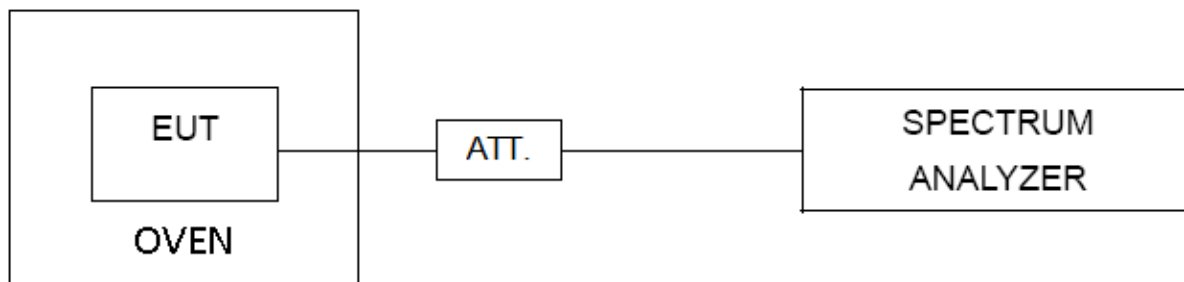 EUT
OVEN
ATT.
SPECTRUM
ANALYZER